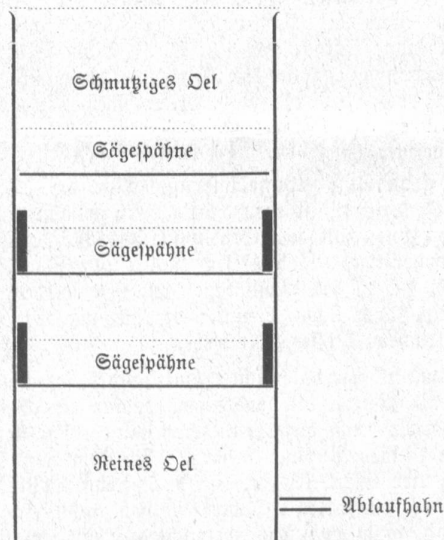 Schmutziges Oel
Sägespähne
Sägespähne
Sägespähne
Reines Oel
Ablaufhahn